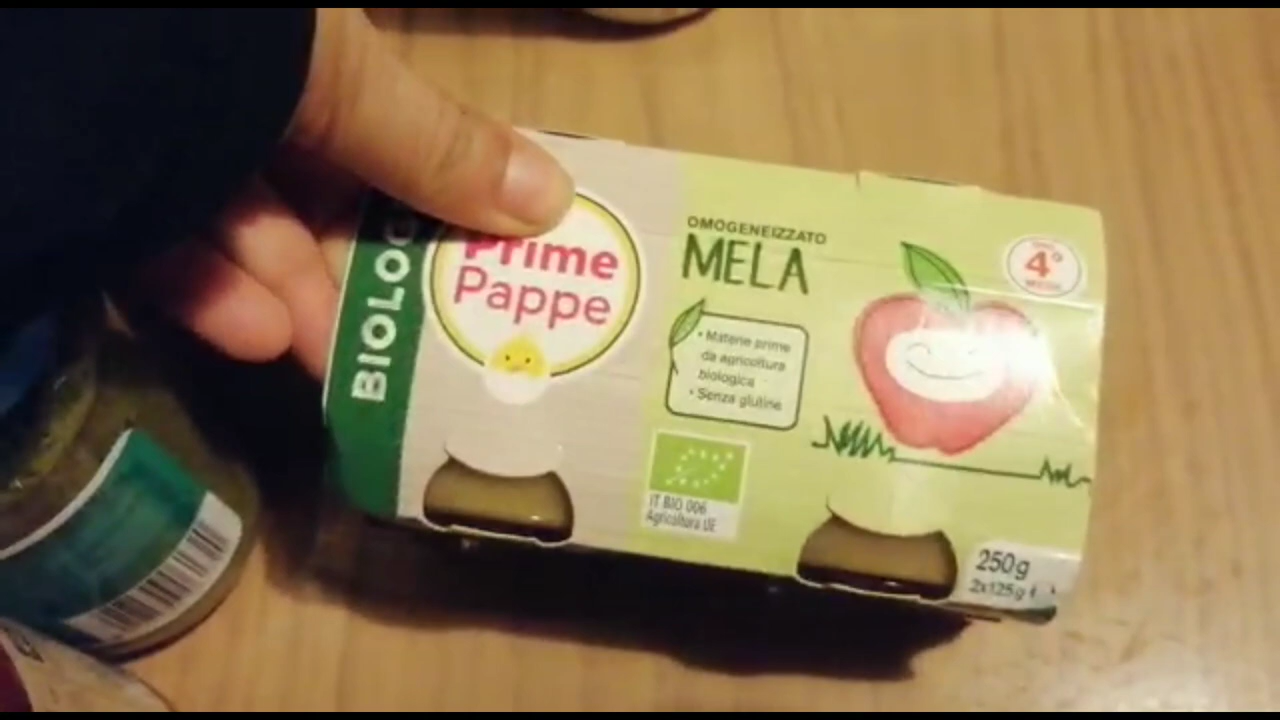 BIOLOG
Prime
Pappe
OMOGENEIZZATO
MELA
• Materie prime
da agricoltura
biologica
• Senza glutine
4°
IT BIO 006
Agricoltura UE
250g
2x125g